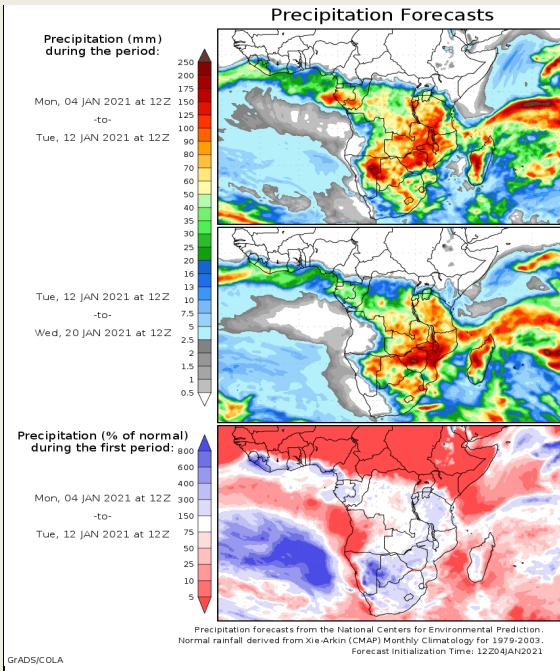 Precipitation Forecasts
Precipitation (mm)
during the period:
Mon, 04 JAN 2021 at 12Z
-to-
Tue, 12 JAN 2021 at 12Z
250
200
175
150
125
100
90
80
70
60
50
40
35
30
25
20
16
13
10
7.5
5
2.5
2
1.5
1
0.5
Tue, 12 JAN 2021 at 12Z
-to-
Wed, 20 JAN 2021 at 12Z
Precipitation (% of normal)
during the first period:
Mon, 04 JAN 2021 at 12Z
-to-
Tue, 12 JAN 2021 at 12Z
800
600
400
300
150
75
50
25
10
5
Precipitation forecasts from the National Centers for Environmental Prediction.
Normal rainfall derived from Xie-Arkin (CMAP) Monthly Climatology for 1979-2003.
Forecast Initialization Time: 12Z04JAN2021
GrADS/COLA